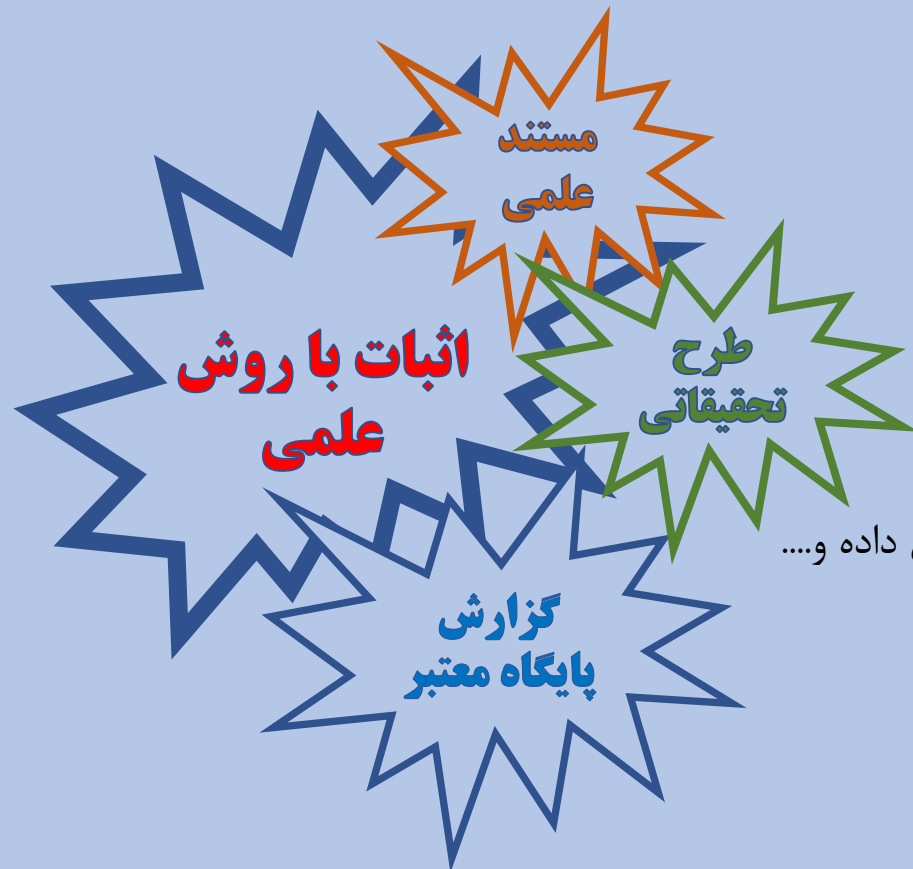 مستند
علمی
اثبات با روش
علمی
طرح
تحقیقاتی
داده و....
گزارش
پایگاه معتبر